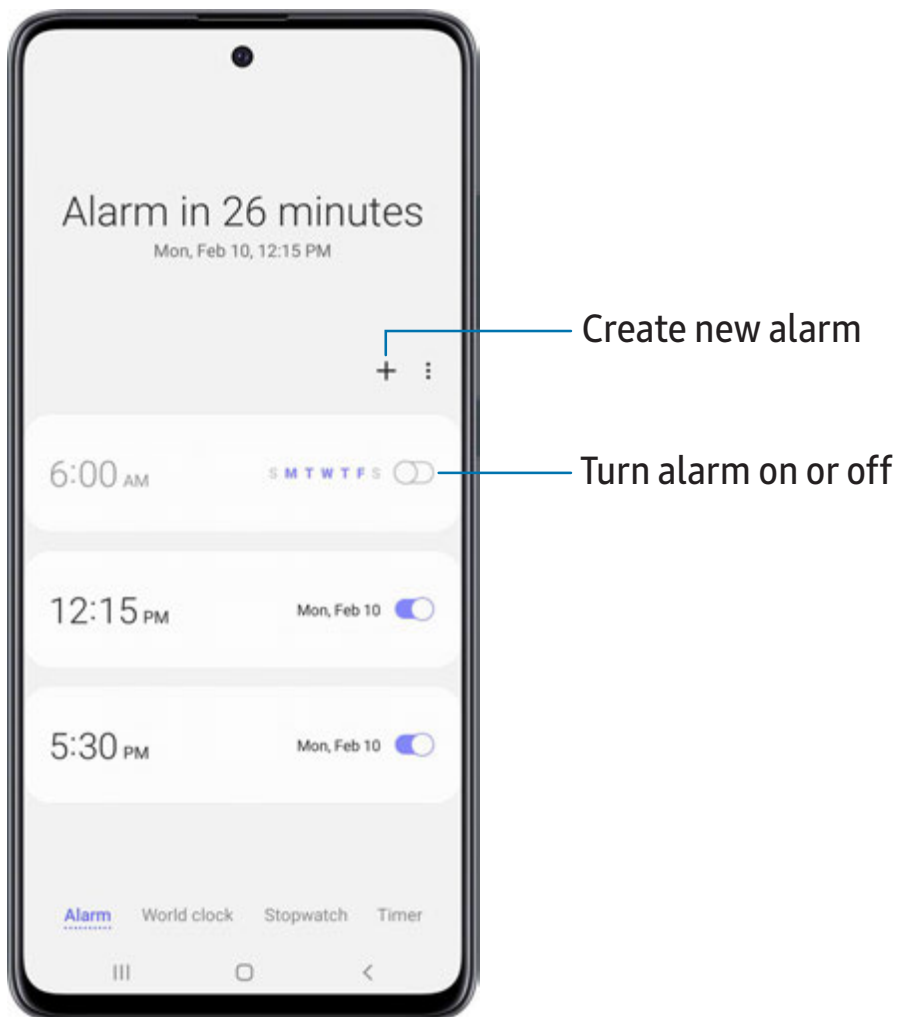 Alarm in 26 minutes
Mon, Feb 10, 12:15 PM
Create new alarm
6:00 AM S M T W T F S
Turn alarm on or off
12:15 PM Mon, Feb 10
5:30 PM Mon, Feb 10
Alarm World clock Stopwatch Timer